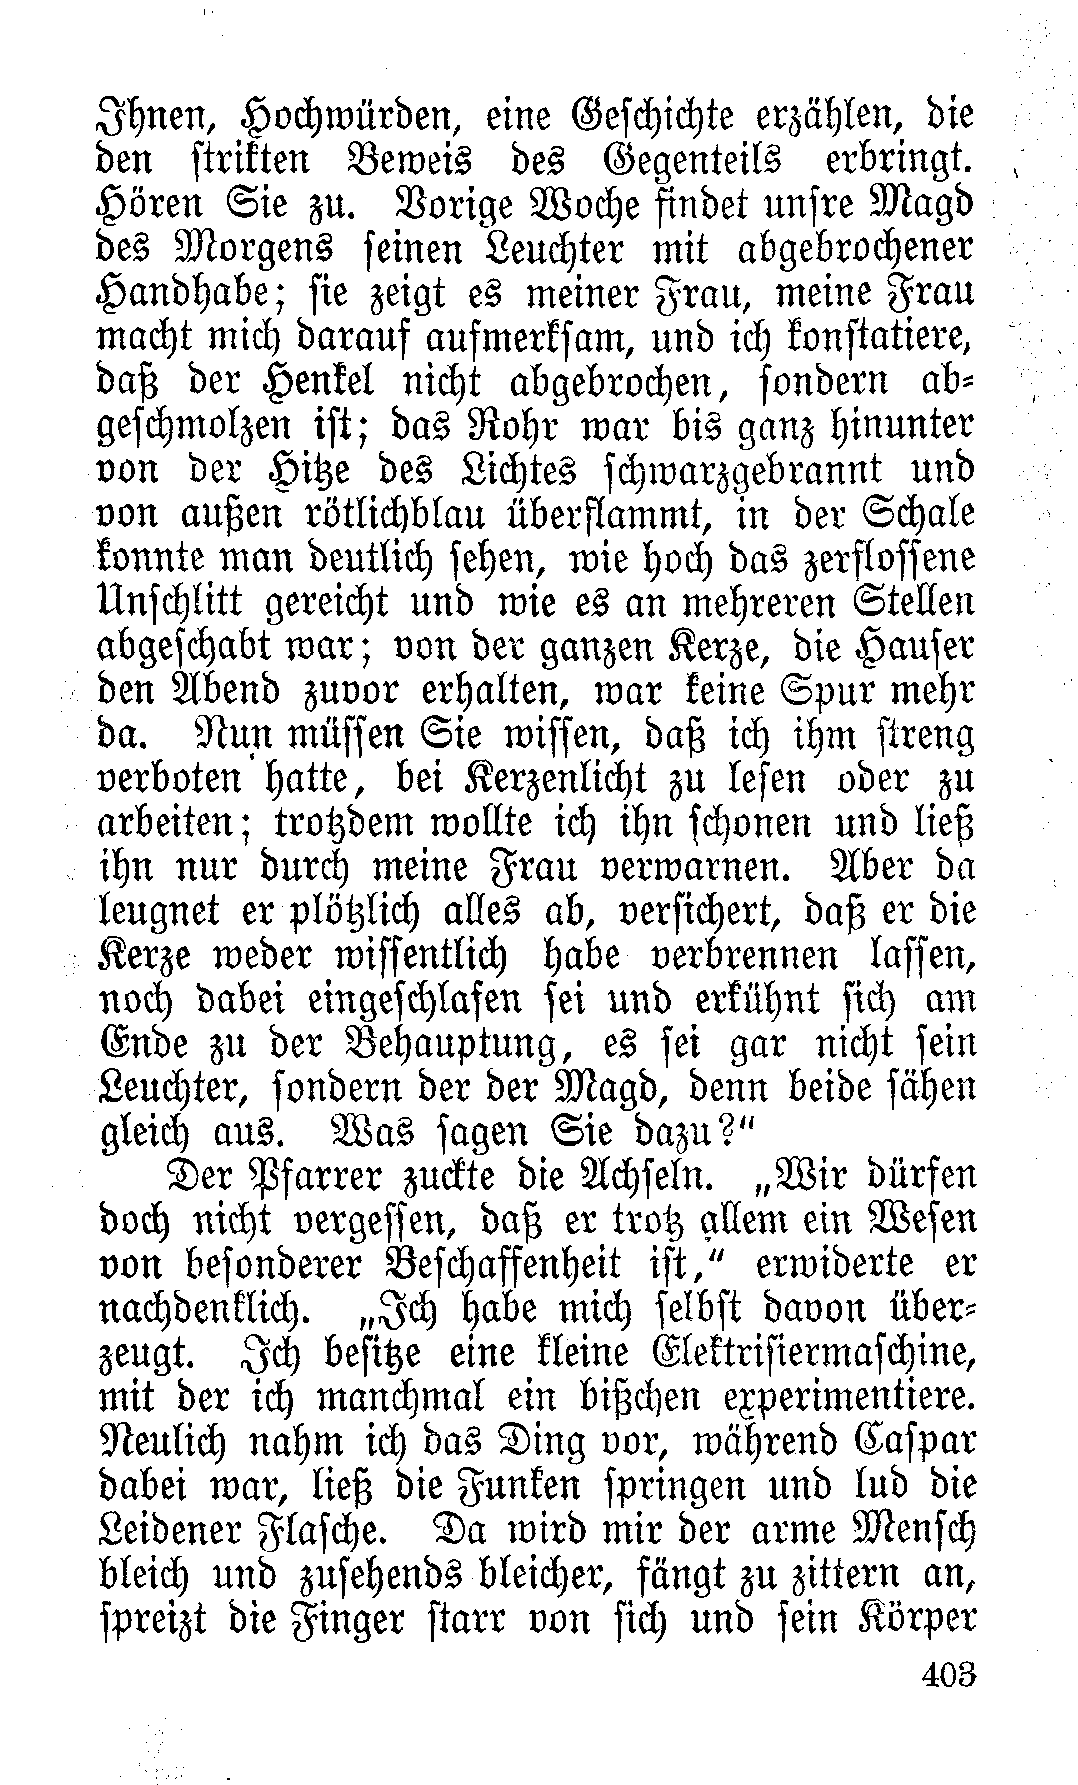 Ihnen, Hochwürden, eine Geschichte erzählen, die
den strikten Beweis des Gegenteils erbringt.
Hören Sie zu. Vorige Woche findet unsre Magd
des Morgens seinen Leuchter mit abgebrochener
Handhabe; sie zeigt es meiner Frau, meine Frau
macht mich darauf aufmerksam, und ich konstatiere,
daß der Henkel nicht abgebrochen, sondern ab-
geschmolzen ist; das Rohr war bis ganz hinunter
von der Hitze des Lichtes schwarzgebrannt und
von außen rötlichblau überflammt, in der Schale
konnte man deutlich sehen, wie hoch das zerflossene
Unschlitt gereicht und wie es an mehreren Stellen
abgeschabt war; von der ganzen Kerze, die Hauser
den Abend zuvor erhalten, war keine Spur mehr
da. Nun müssen Sie wissen, daß ich ihm streng
verboten hatte, bei Kerzenlicht zu lesen oder zu
arbeiten; trotzdem wollte ich ihn schonen und ließ
ihn nur durch meine Frau verwarnen. Aber da
leugnet er plötzlich alles ab, versichert, daß er die
Kerze weder wissentlich habe verbrennen lassen,
noch dabei eingeschlafen sei und erkühnt sich am
Ende zu der Behauptung, es sei gar nicht sein
Leuchter, sondern der der Magd, denn beide sähen
gleich aus. Was sagen Sie dazu?“
Der Pfarrer zuckte die Achseln. „Wir dürfen
doch nicht vergessen, daß er trotz allem ein Wesen
von besonderer Beschaffenheit ist,“ erwiderte er
nachdenklich. „Ich habe mich selbst davon über-
zeugt. Ich besitze eine kleine Elektrisiermaschine,
mit der ich manchmal ein bißchen experimentiere.
Neulich nahm ich das Ding vor, während Caspar
dabei war, ließ die Funken springen und lud die
Leidener Flasche. Da wird mir der arme Mensch
bleich und zusehends bleicher, fängt zu zittern an,
spreizt die Finger starr von sich und sein Körper
403